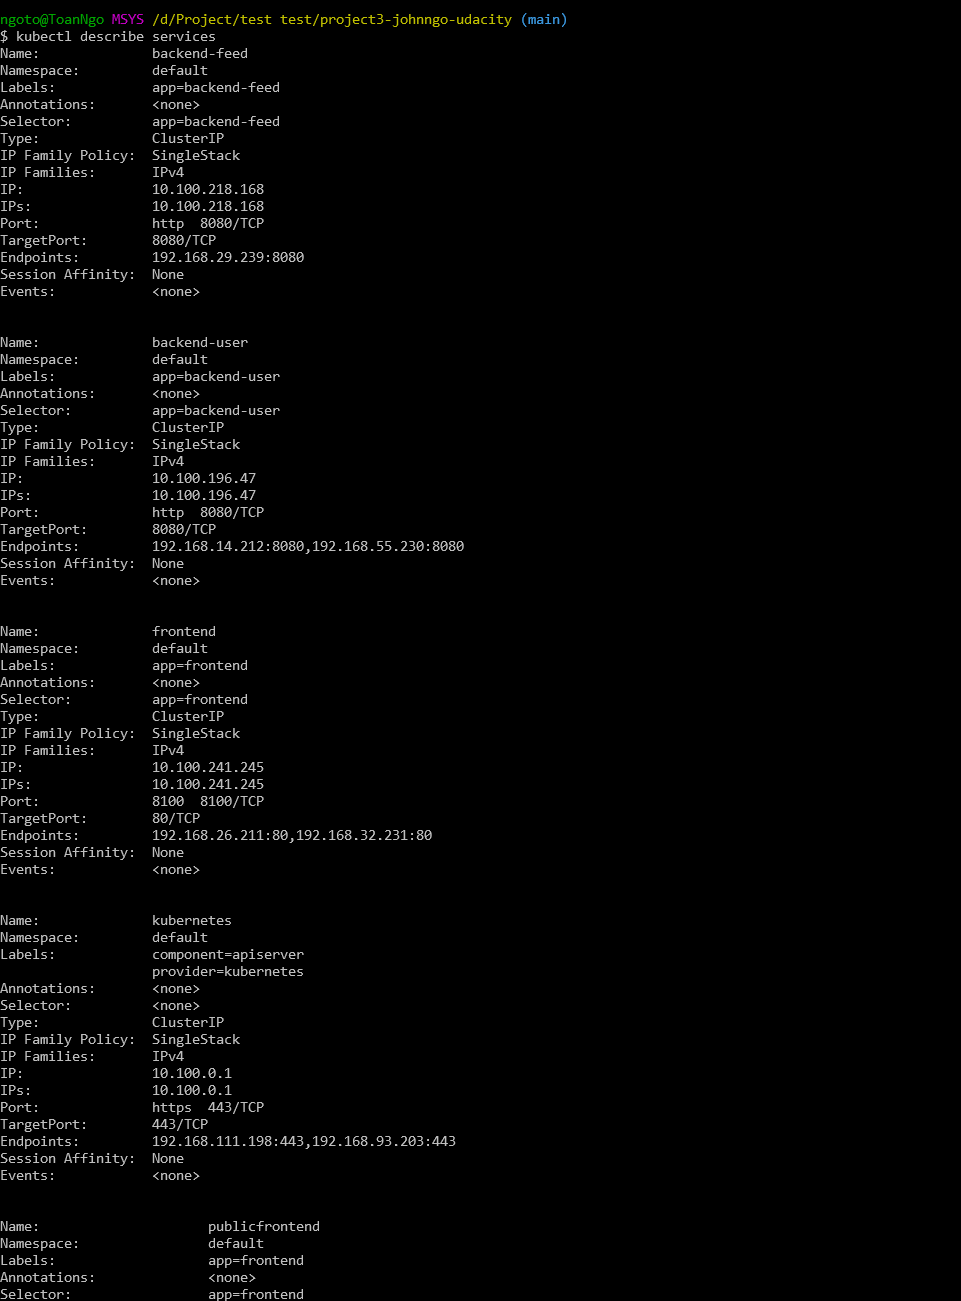 ngoto@ToanNgo MSYS /d/Project/test test/project3-johnngo-udacity (main)
$ kubectl describe services
Name:              backend-feed
Namespace:         default
Labels:            app=backend-feed
Annotations:       <none>
Selector:          app=backend-feed
Type:              ClusterIP
IP Family Policy:  SingleStack
IP Families:       IPv4
IP:                10.100.218.168
IPs:               10.100.218.168
Port:              http  8080/TCP
TargetPort:        8080/TCP
Endpoints:         192.168.29.239:8080
Session Affinity:  None
Events:            <none>

Name:              backend-user
Namespace:         default
Labels:            app=backend-user
Annotations:       <none>
Selector:          app=backend-user
Type:              ClusterIP
IP Family Policy:  SingleStack
IP Families:       IPv4
IP:                10.100.196.47
IPs:               10.100.196.47
Port:              http  8080/TCP
TargetPort:        8080/TCP
Endpoints:         192.168.14.212:8080,192.168.55.230:8080
Session Affinity:  None
Events:            <none>

Name:              frontend
Namespace:         default
Labels:            app=frontend
Annotations:       <none>
Selector:          app=frontend
Type:              ClusterIP
IP Family Policy:  SingleStack
IP Families:       IPv4
IP:                10.100.241.245
IPs:               10.100.241.245
Port:              8100  8100/TCP
TargetPort:        80/TCP
Endpoints:         192.168.26.211:80,192.168.32.231:80
Session Affinity:  None
Events:            <none>

Name:              kubernetes
Namespace:         default
Labels:            component=apiserver
                   provider=kubernetes
Annotations:       <none>
Selector:          <none>
Type:              ClusterIP
IP Family Policy:  SingleStack
IP Families:       IPv4
IP:                10.100.0.1
IPs:               10.100.0.1
Port:              https  443/TCP
TargetPort:        443/TCP
Endpoints:         192.168.111.198:443,192.168.93.203:443
Session Affinity:  None
Events:            <none>

Name:                     publicfrontend
Namespace:                default
Labels:                   app=frontend
Annotations:              <none>
Selector:                 app=frontend